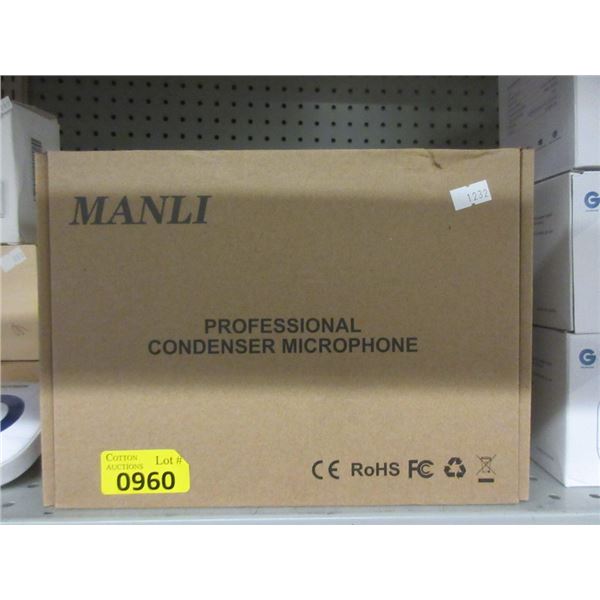 MANLI
1232
PROFESSIONAL
CONDENSER MICROPHONE
COTTON
AUCTIONS
Lot #
0960
CE RoHS FC
G
G